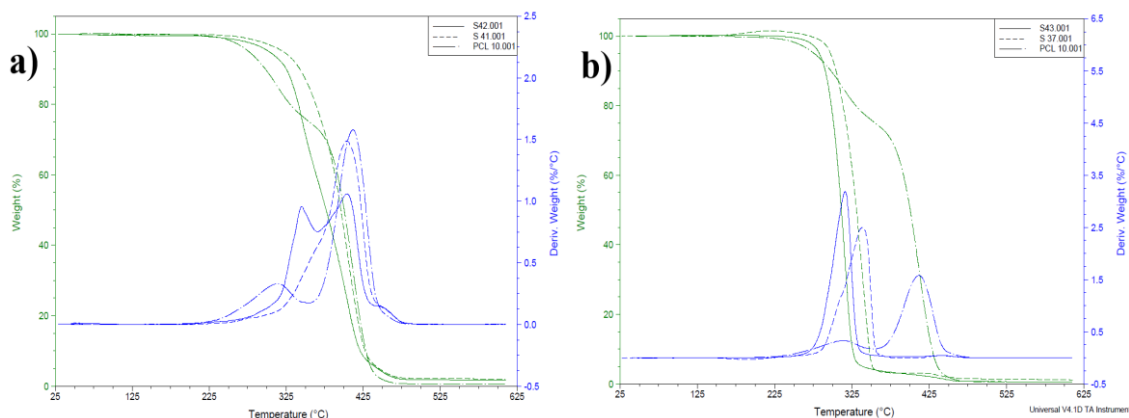 a)
S42.001
S 41.001
PCL 10.001
Weight (%)
100
80
60
40
20
0
Deriv. Weight (%/°C)
2.5
2.0
1.5
1.0
0.5
0.0
-0.5
25 125 225 325 425 525 625
Temperature (°C)
b)
S43.001
S 37.001
PCL 10.001
Weight (%)
100
80
60
40
20
0
Deriv. Weight (%/°C)
6.5
5.5
4.5
3.5
2.5
1.5
0.5
-0.5
25 125 225 325 425 525 625
Temperature (°C)
Universal V4.1D TA Instrumen